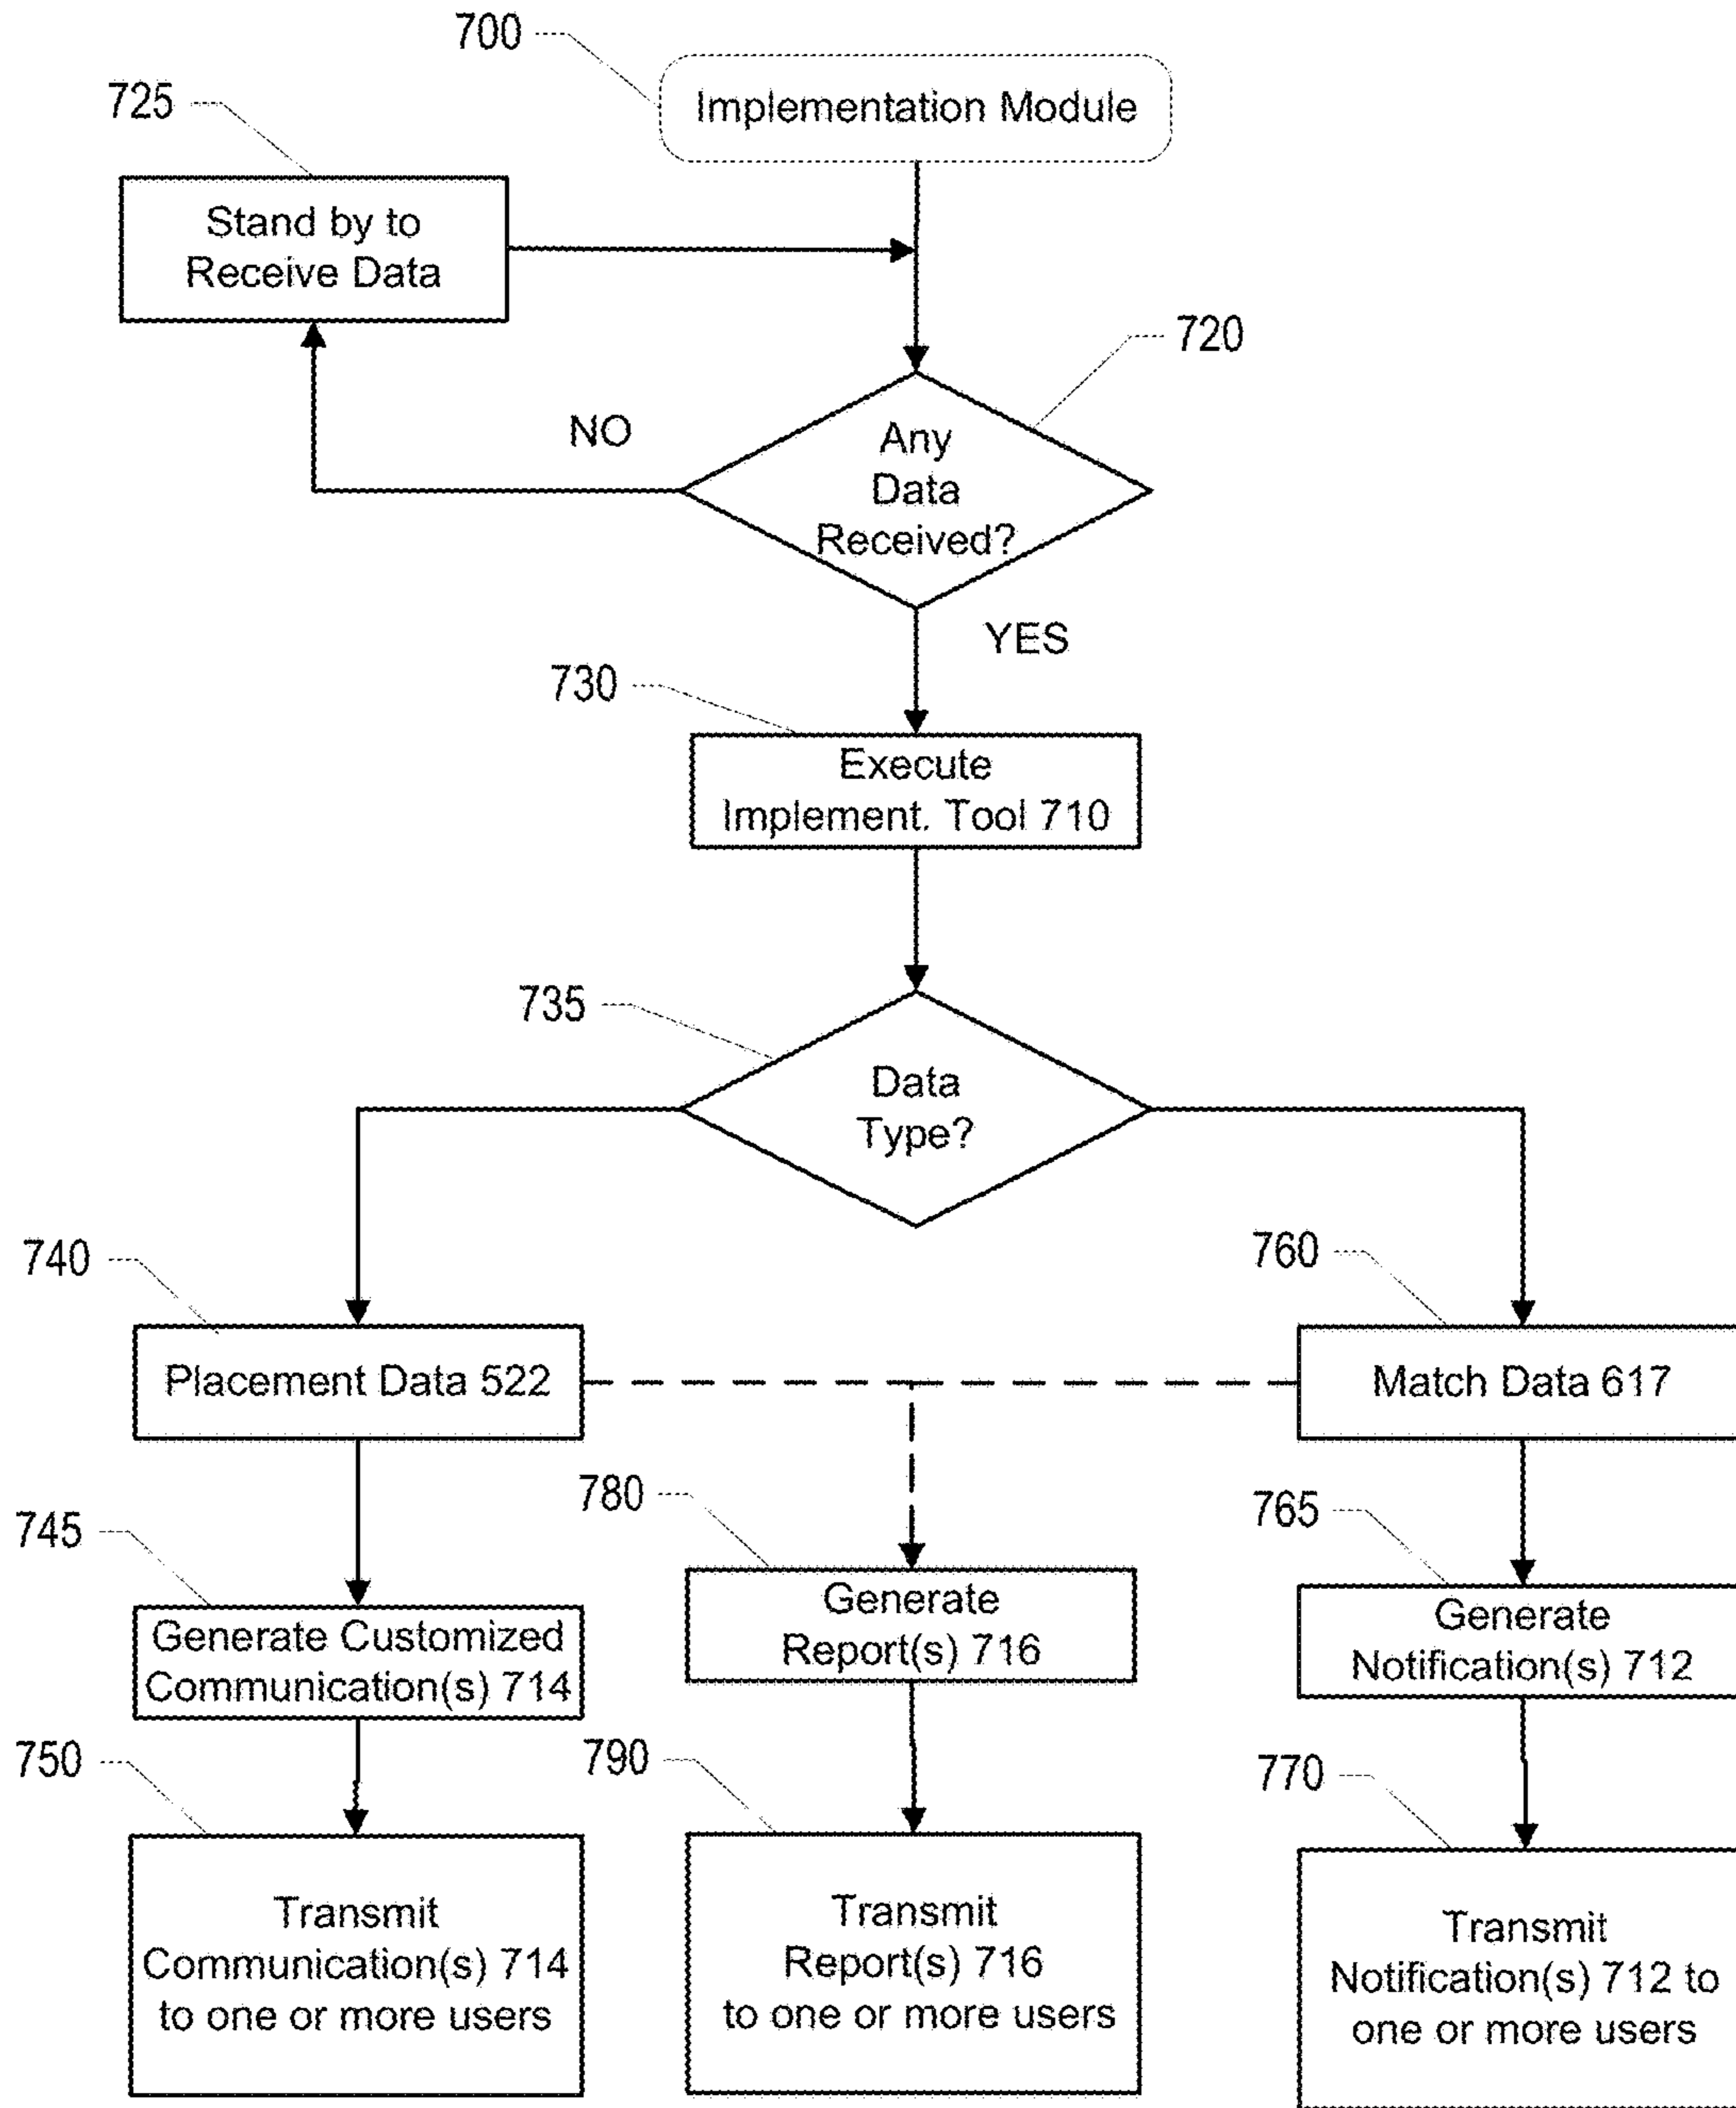 700
Implementation Module
725
Stand by to
Receive Data
720
NO
Any
Data
Received?
YES
730
Execute
Implement. Tool 710
735
Data
Type?
740
Placement Data 522
760
Match Data 617
745
Generate Customized
Communication(s) 714
780
Generate
Report(s) 716
765
Generate
Notification(s) 712
750
Transmit
Communication(s) 714
to one or more users
790
Transmit
Report(s) 716
to one or more users
770
Transmit
Notification(s) 712 to
one or more users